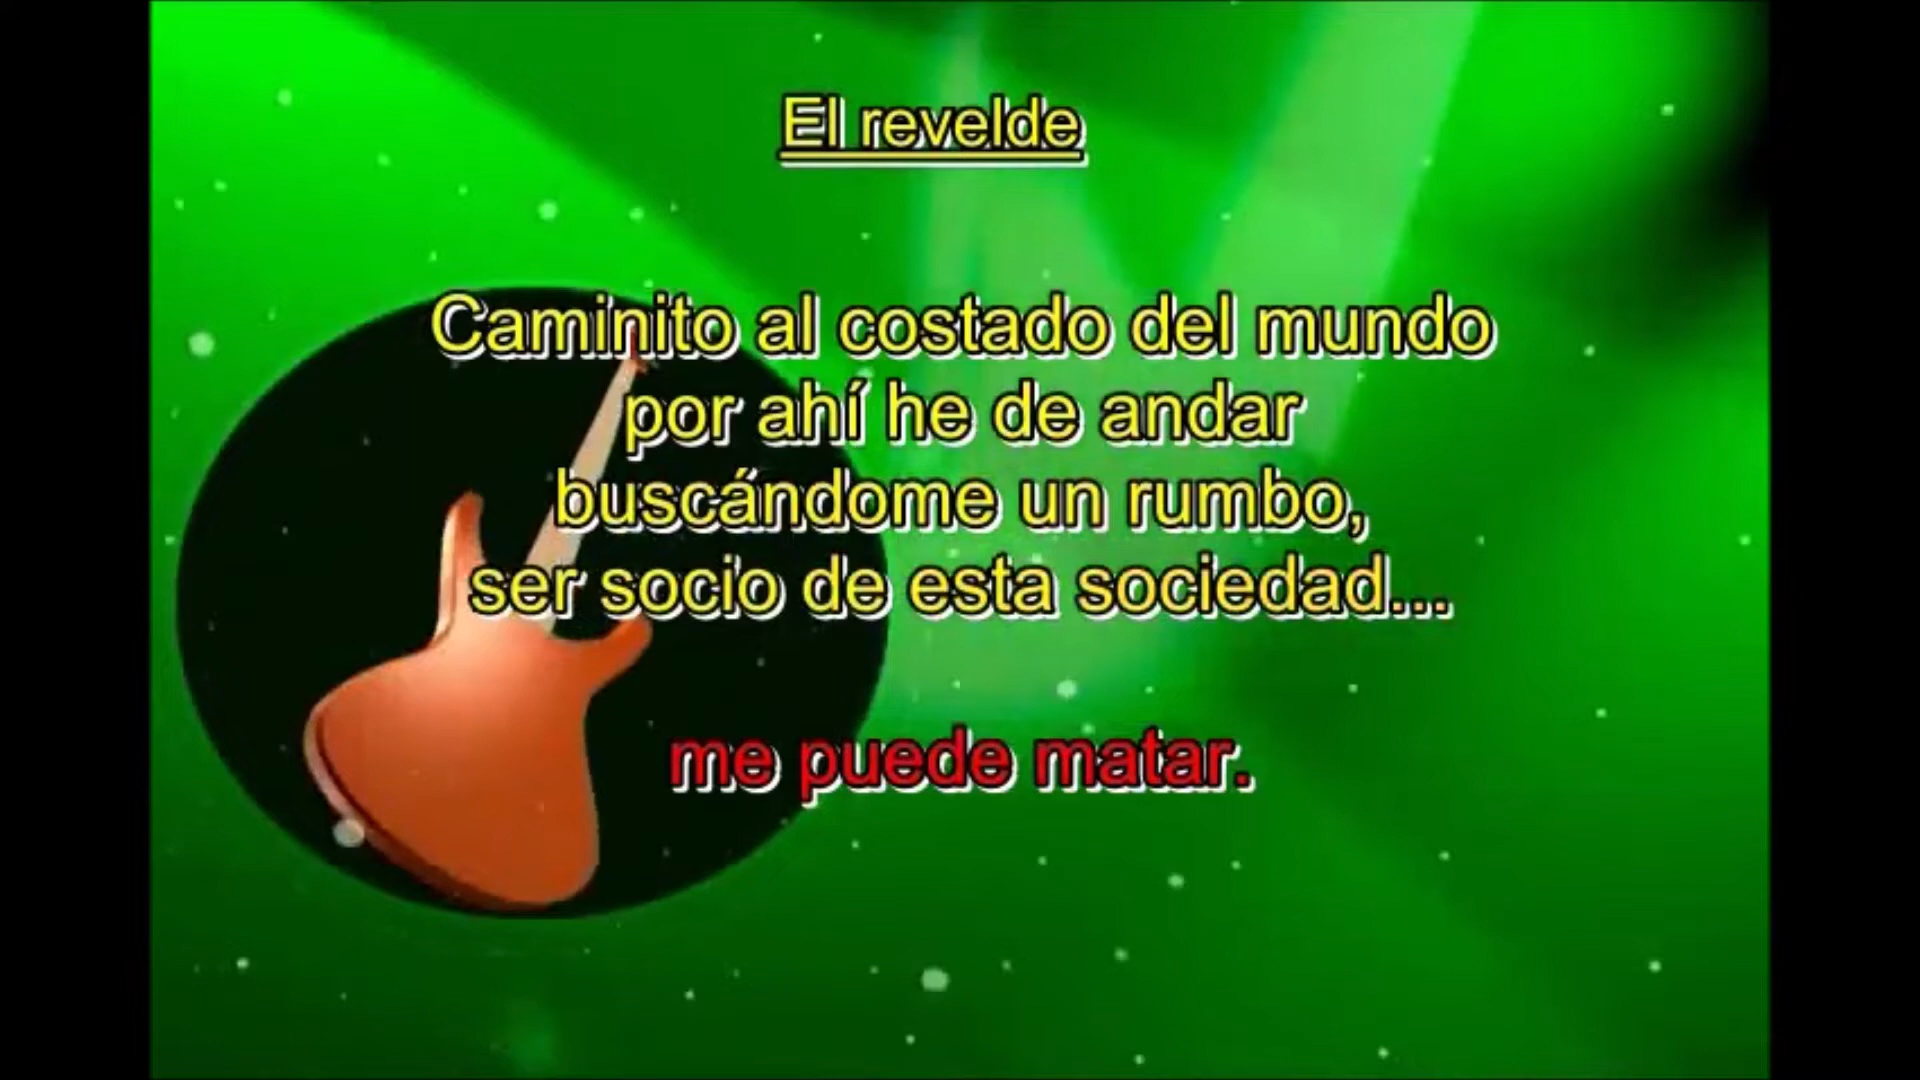 El revelde
Caminito al costado del mundo
por ahí he de andar
buscándome un rumbo,
ser socio de esta sociedad...
me puede matar.